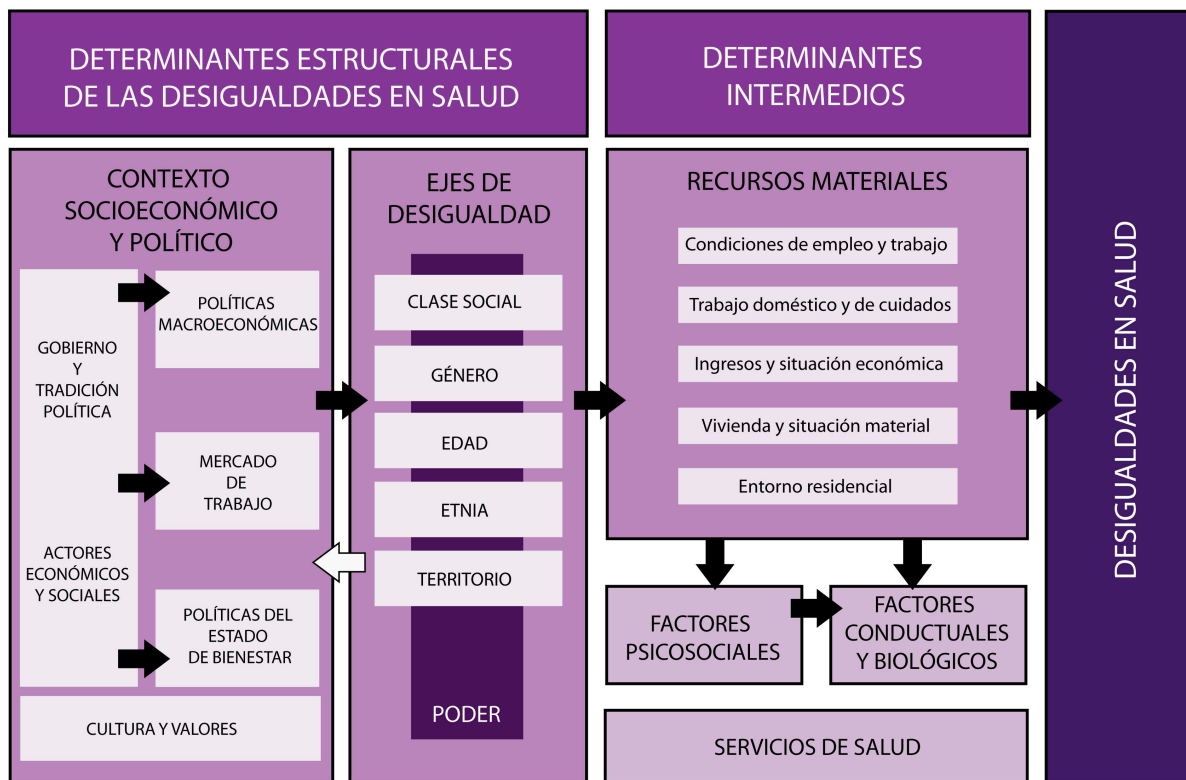 DETERMINANTES ESTRUCTURALES
DE LAS DESIGUALDADES EN SALUD
DETERMINANTES
INTERMEDIOS
DESIGUALDADES EN SALUD
CONTEXTO
SOCIOECONÓMICO
Y POLÍTICO
GOBIERNO
Y
TRADICIÓN
POLÍTICA
ACTORES
ECONÓMICOS
Y SOCIALES
POLÍTICAS
MACROECONÓMICAS
MERCADO
DE
TRABAJO
POLÍTICAS DEL
ESTADO
DE BIENESTAR
CULTURA Y VALORES
EJES DE
DESIGUALDAD
CLASE SOCIAL
GÉNERO
EDAD
ETNIA
TERRITORIO
PODER
RECURSOS MATERIALES
Condiciones de empleo y trabajo
Trabajo doméstico y de cuidados
Ingresos y situación económica
Vivienda y situación material
Entorno residencial
FACTORES
PSICOSOCIALES
FACTORES
CONDUCTUALES
Y BIOLÓGICOS
SERVICIOS DE SALUD